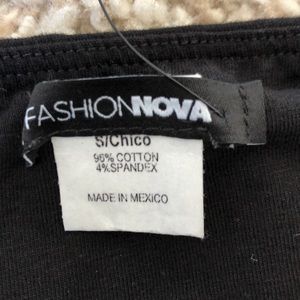 FASHIONNOVA
S/Chico
96% COTTON
4%SPANDEX
MADE IN MEXICO